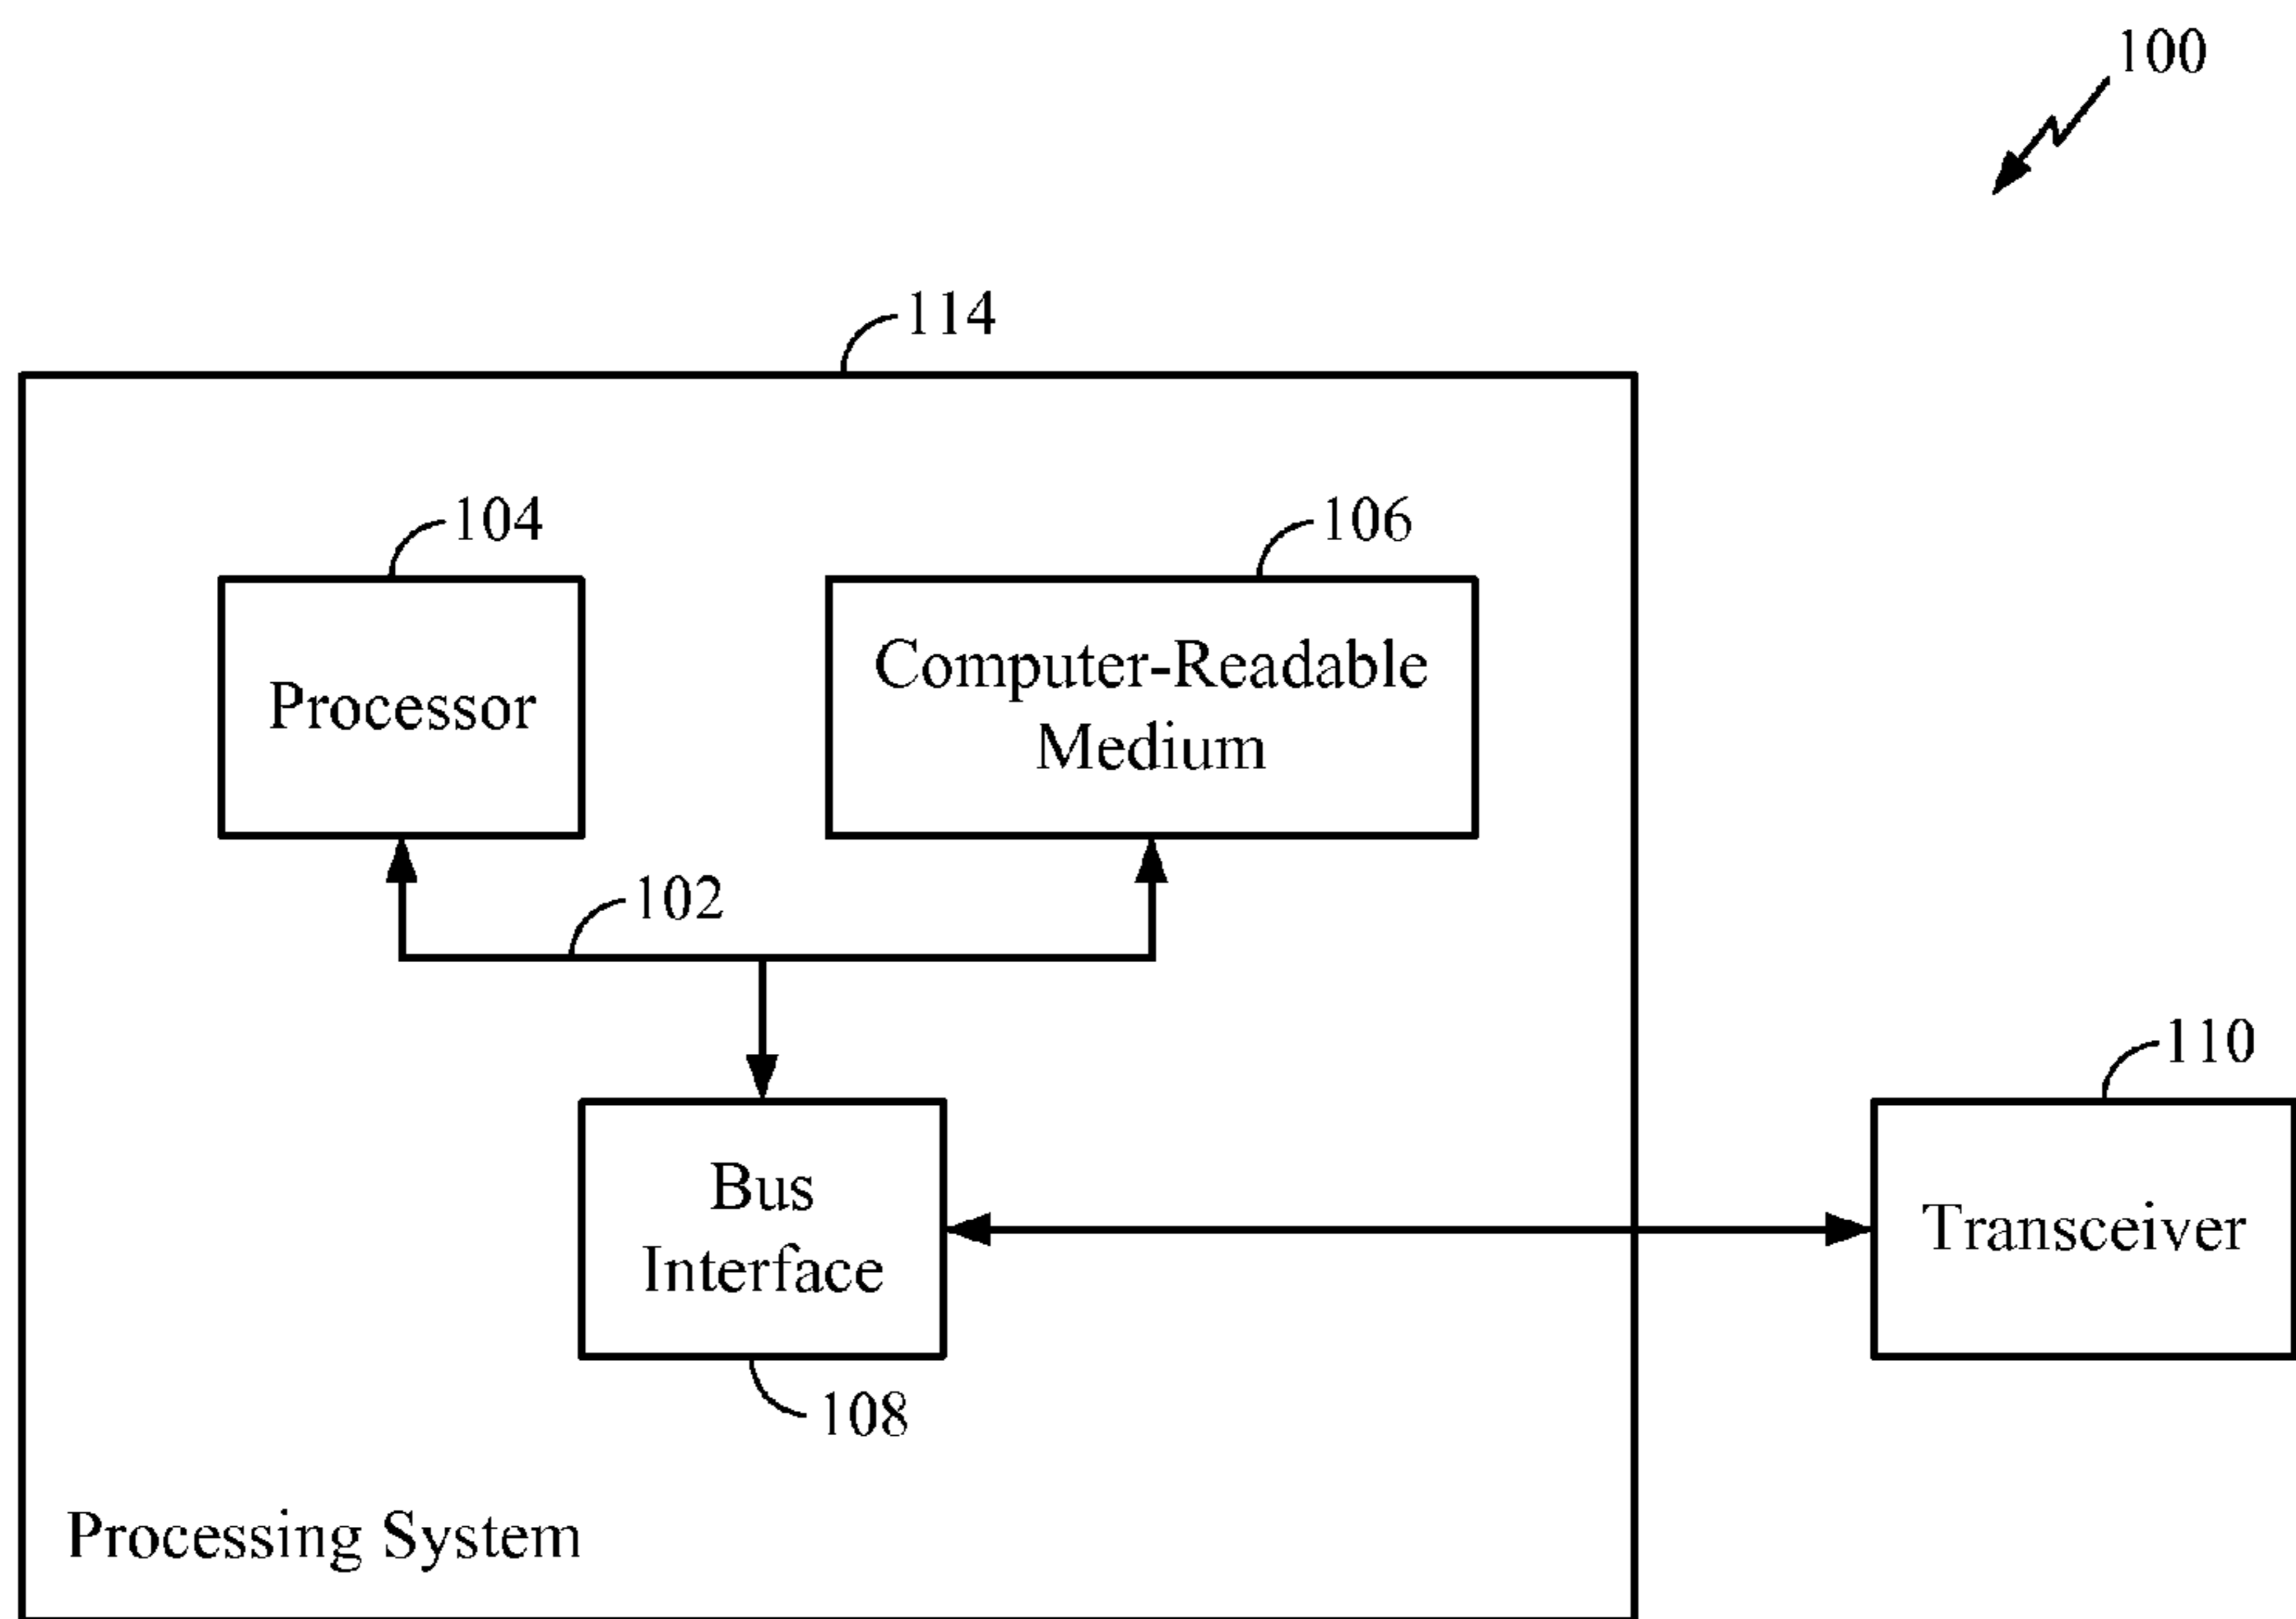 100
114
104
106
Processor
Computer-Readable
Medium
102
110
Bus
Interface
Transceiver
108
Processing System